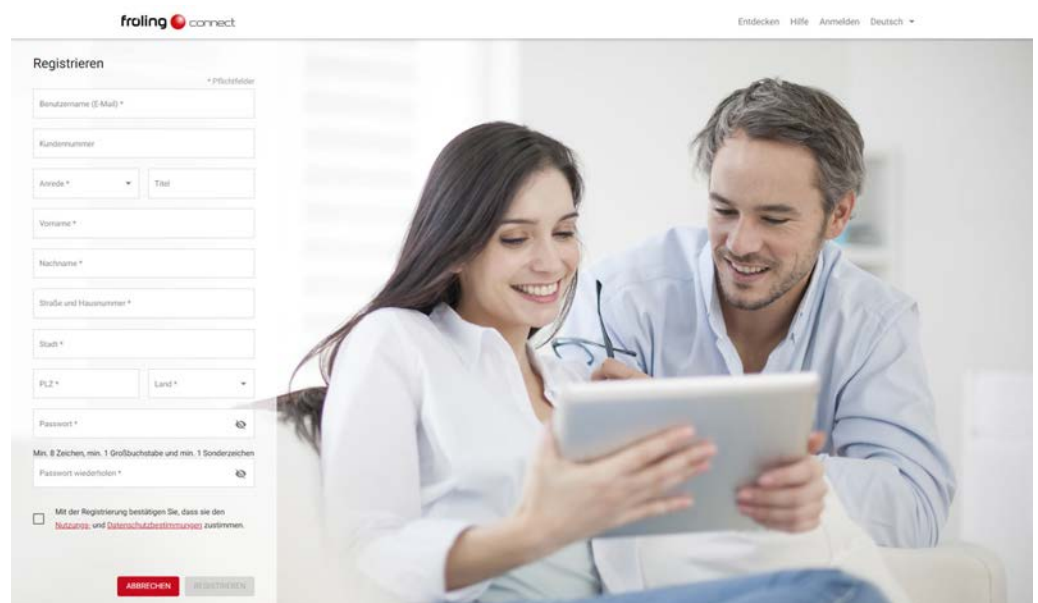 froling connect
Entdecken Hilfe Anmelden Deutsch
Registrieren
* Pflichtfelder
Benutzername (E-Mail) *
Kundennummer
Anrede * Titel
Vorname *
Nachname *
Straße und Hausnummer *
Stadt *
PLZ * Land *
Passwort *
Min. 8 Zeichen, min. 1 Großbuchstabe und min. 1 Sonderzeichen
Passwort wiederholen *
Mit der Registrierung bestätigen Sie, dass sie den
Nutzungs- und Datenschutzbestimmungen zustimmen.
ABBRECHEN REGISTRIEREN